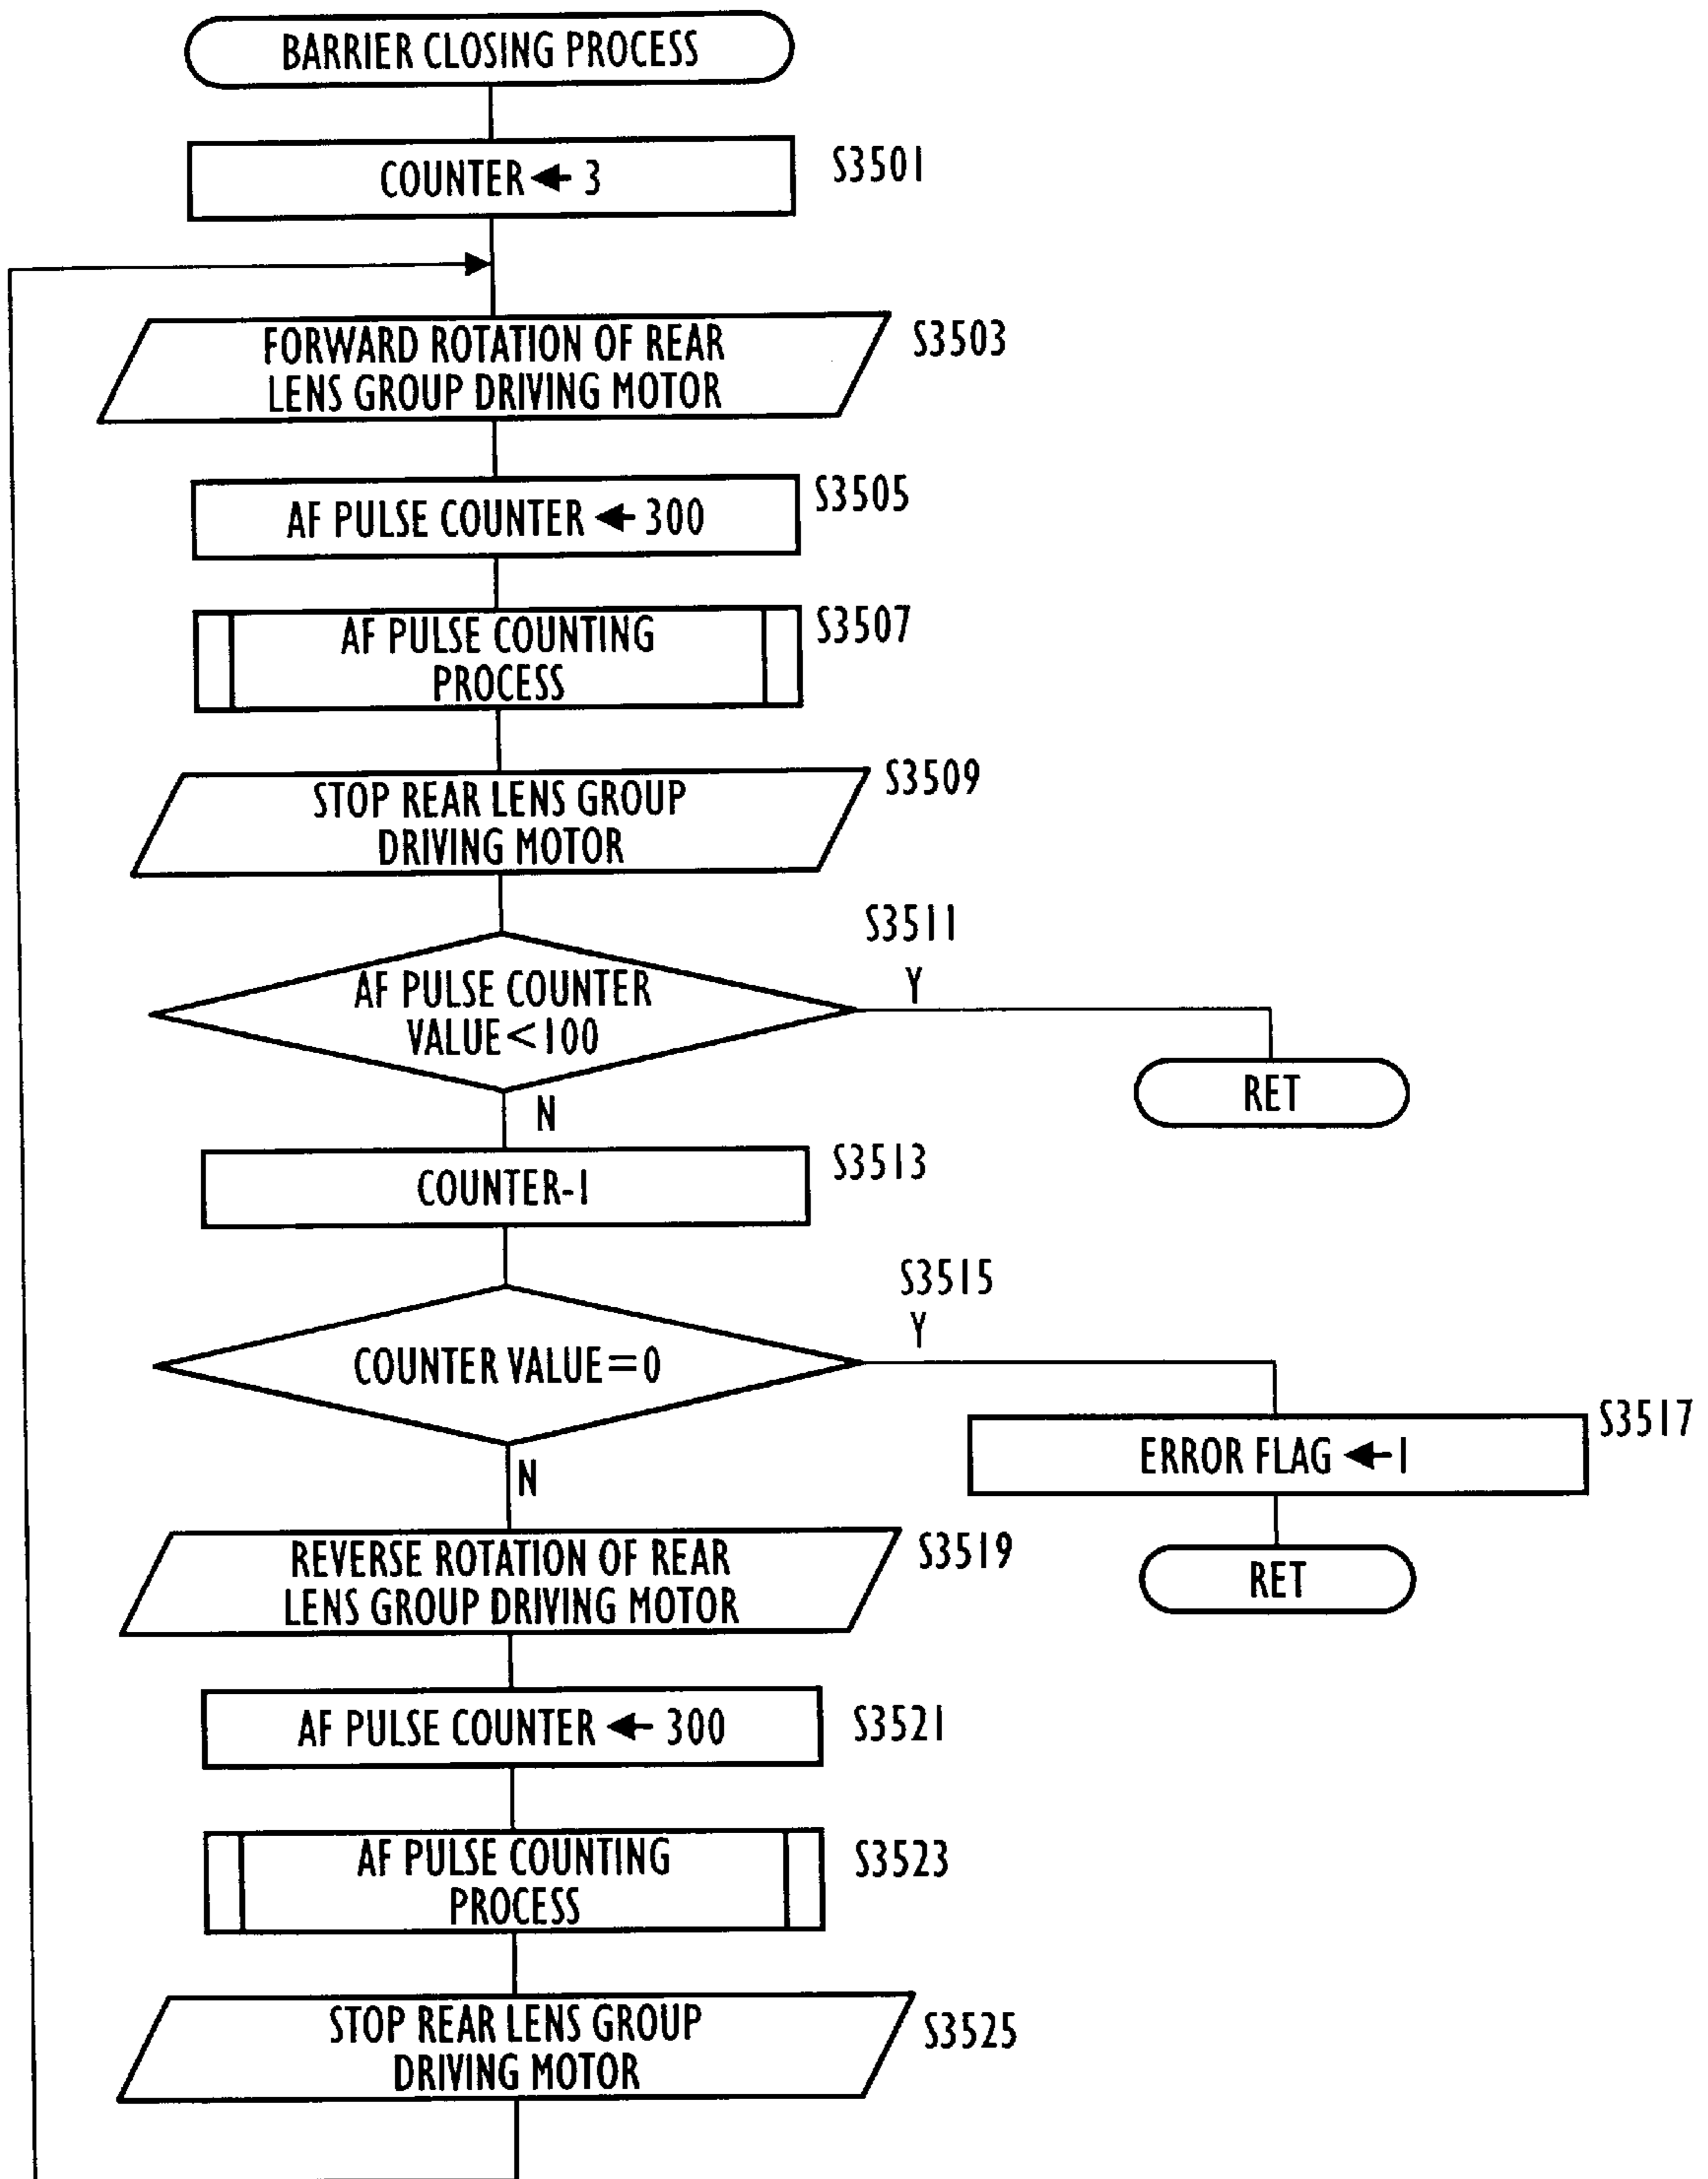 BARRIER CLOSING PROCESS
COUNTER ← 3
S3501
FORWARD ROTATION OF REAR
LENS GROUP DRIVING MOTOR
S3503
AF PULSE COUNTER ← 300
S3505
AF PULSE COUNTING
PROCESS
S3507
STOP REAR LENS GROUP
DRIVING MOTOR
S3509
S3511
AF PULSE COUNTER
VALUE<100
Y
RET
N
COUNTER-1
S3513
S3515
COUNTER VALUE=0
Y
ERROR FLAG ←1
S3517
RET
N
REVERSE ROTATION OF REAR
LENS GROUP DRIVING MOTOR
S3519
AF PULSE COUNTER ← 300
S3521
AF PULSE COUNTING
PROCESS
S3523
STOP REAR LENS GROUP
DRIVING MOTOR
S3525